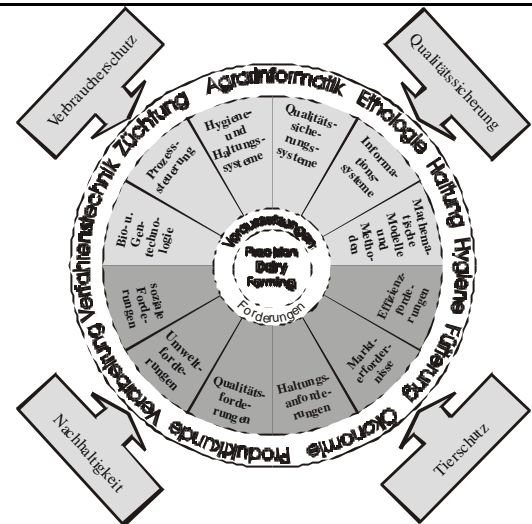 Verbraucherschutz
Qualitätssicherung
Agrarinformatik Ethologie Haltung Hygiene Fütterung Ökonomie Produktkunde Verarbeitung Verfahrenstechnik Züchtung
Hygiene-
und
Haltungs-
systeme
Qualitäts-
siche-
rungs-
systeme
Informa-
tions-
systeme
Mathema-
tische
Modelle
und
Metho-
den
Effizienz-
forde-
rungen
Markt-
erforder-
nisse
Haltungs-
anforde-
rungen
Qualitäts-
forde-
rungen
Umwelt-
forde-
rungen
soziale
Forde-
rungen
Bio- u.
Gen-
techno-
logie
Prozess-
steuerung
Voraussetzungen
Precision
Dairy
Farming
Forderungen
Nachhaltigkeit
Tierschutz